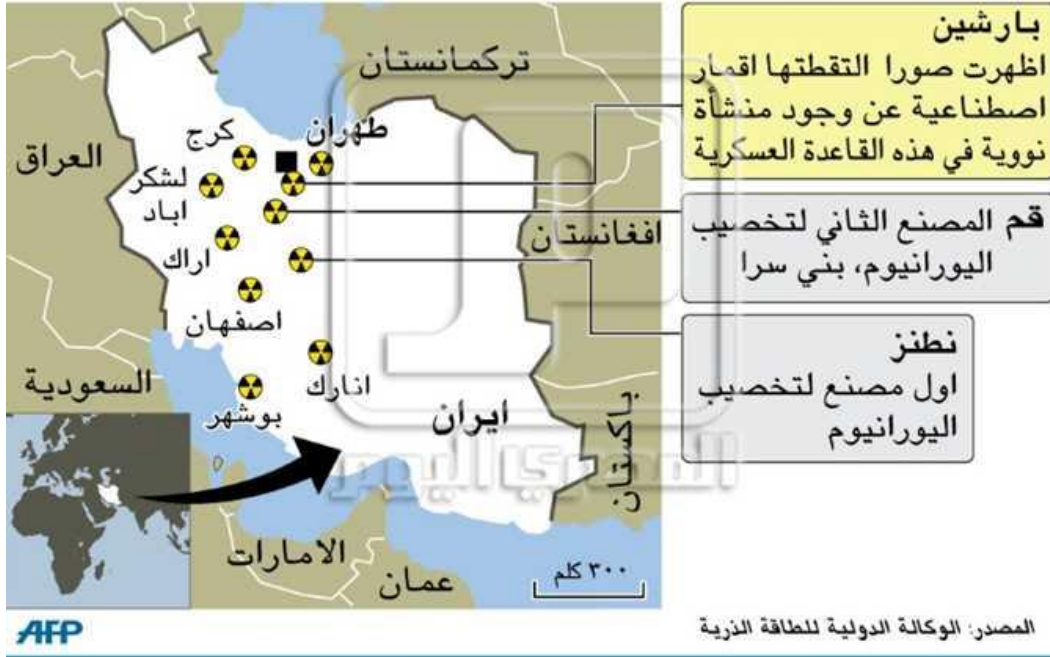 بارشين
اظهرت صورا التقطتها اقمار
اصطناعية عن وجود منشأة
نووية في هذه القاعدة العسكرية
قم المصنع الثاني لتخصيب
اليورانيوم، بني سرا
نطنز
اول مصنع لتخصيب
اليورانيوم
تركمانستان
طهران
كرج
العراق
لشكر
اباد
افغانستان
اراك
اصفهان
انارك
السعودية
بوشهر
ايران
باكستان
المصري اليوم
الامارات
عمان
٣٠٠ كلم
AFP
المصدر: الوكالة الدولية للطاقة الذرية